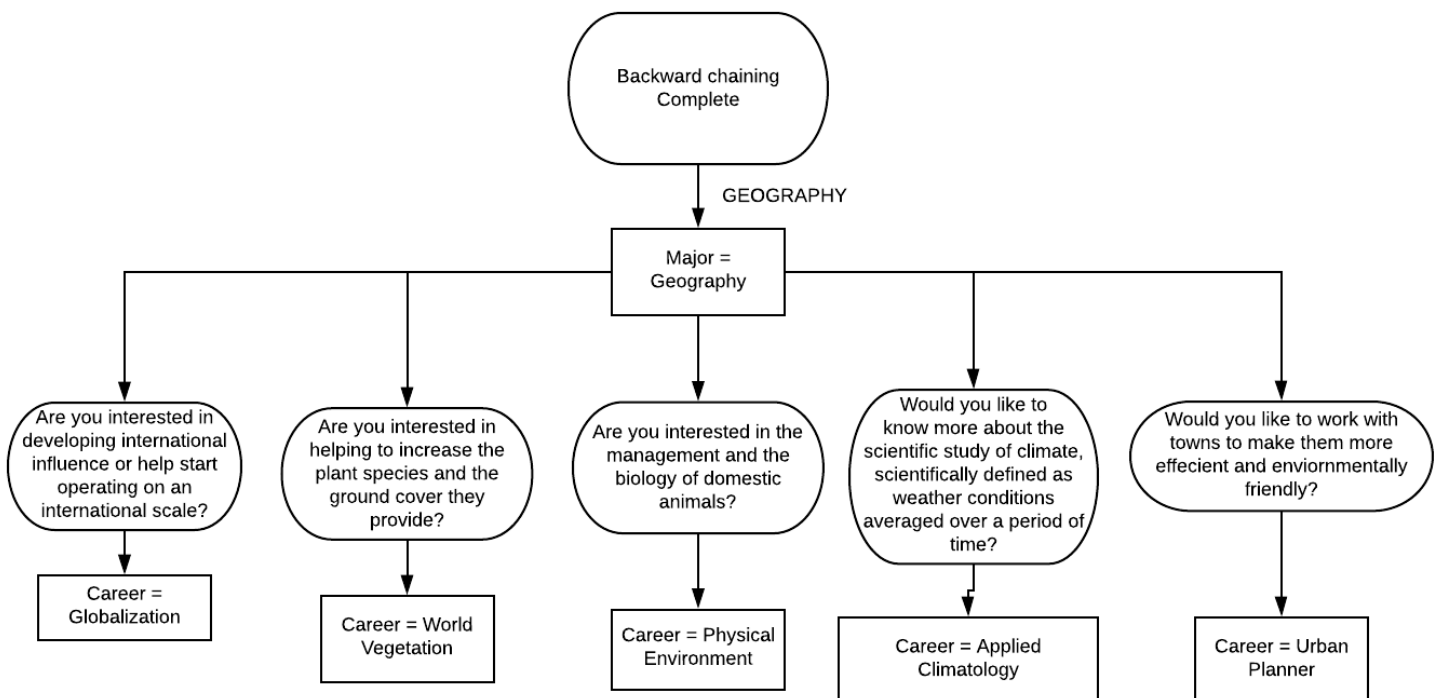 Backward chaining
Complete
GEOGRAPHY
Major =
Geography
Are you interested in
developing international
influence or help start
operating on an
international scale?
Are you interested in
helping to increase the
plant species and the
ground cover they
provide?
Are you interested in the
management and the
biology of domestic
animals?
Would you like to
know more about the
scientific study of climate,
scientifically defined as
weather conditions
averaged over a period of
time?
Would you like to work with
towns to make them more
effecient and enviornmentally
friendly?
Career =
Globalization
Career = World
Vegetation
Career = Physical
Environment
Career = Applied
Climatology
Career = Urban
Planner